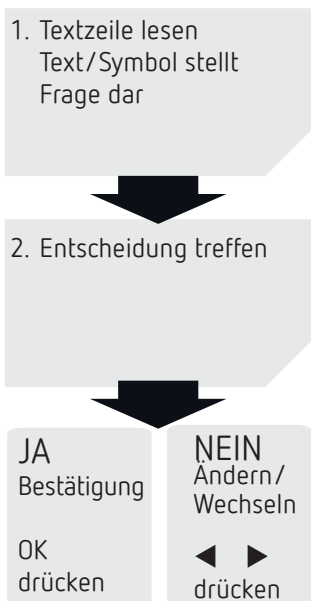 1. Textzeile lesen
Text/Symbol stellt
Frage dar
2. Entscheidung treffen
JA
Bestätigung
OK
drücken
NEIN
Ändern/
Wechseln
◀ ▶
drücken